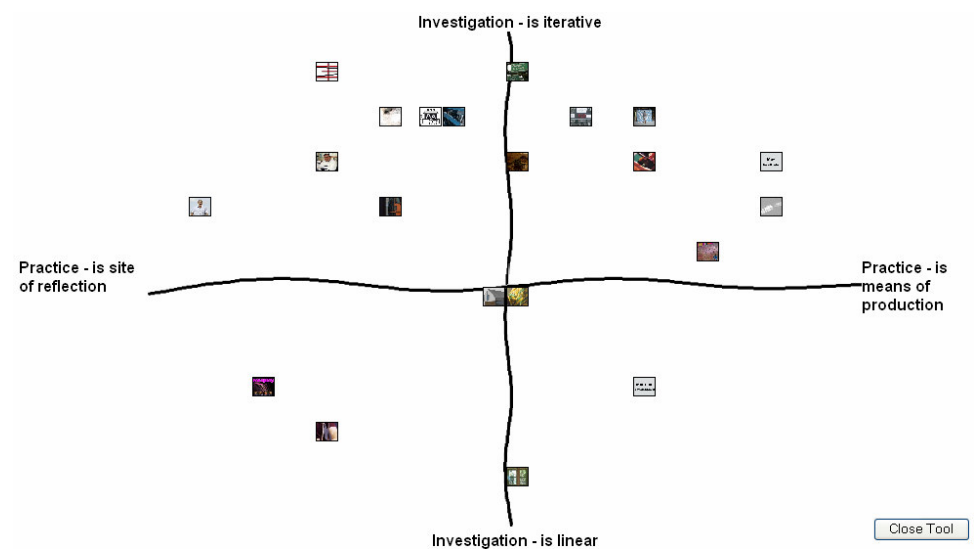 Investigation - is iterative
Practice - is site
of reflection
Practice - is
means of
production
Investigation - is linear
Close Tool